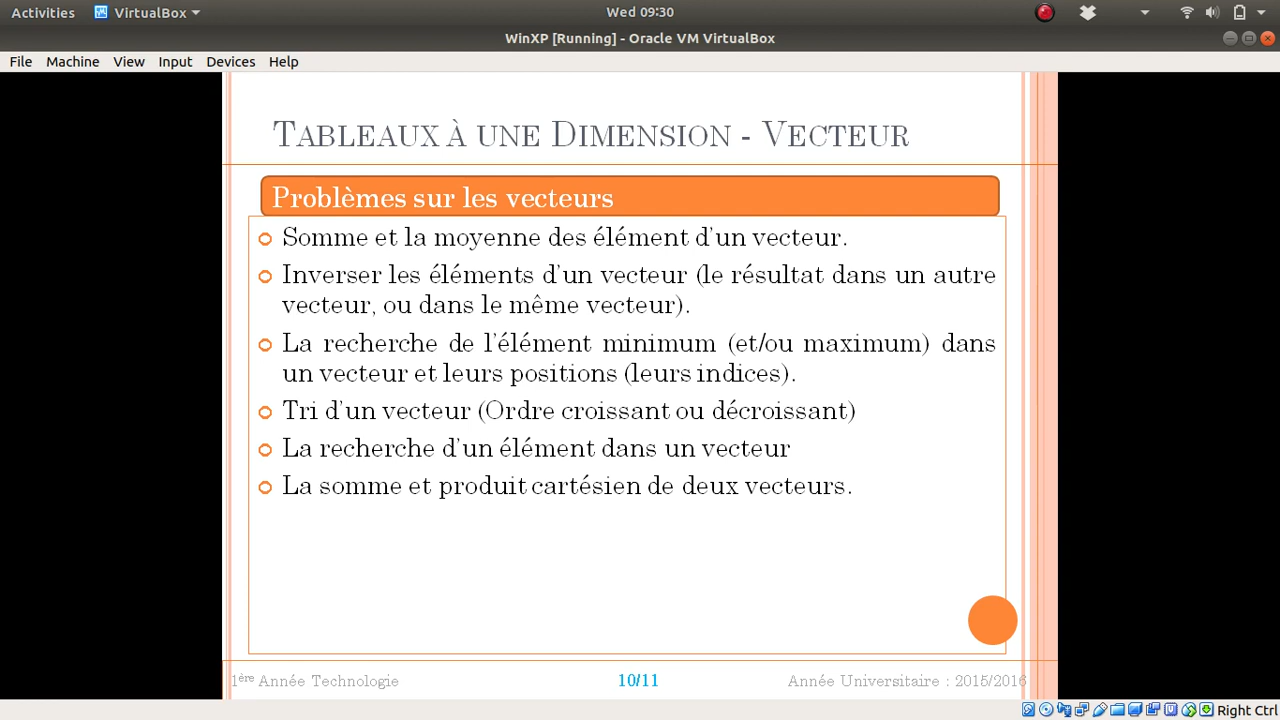 Activities VirtualBox Wed 09:30
WinXP [Running] - Oracle VM VirtualBox
File Machine View Input Devices Help
TABLEAUX À UNE DIMENSION - VECTEUR
Problèmes sur les vecteurs
Somme et la moyenne des élément d'un vecteur.
Inverser les éléments d'un vecteur (le résultat dans un autre
vecteur, ou dans le même vecteur).
La recherche de l'élément minimum (et/ou maximum) dans
un vecteur et leurs positions (leurs indices).
Tri d'un vecteur (Ordre croissant ou décroissant)
La recherche d'un élément dans un vecteur
La somme et produit cartésien de deux vecteurs.
1ère Année Technologie 10/11 Année Universitaire : 2015/2016
Right Ctrl